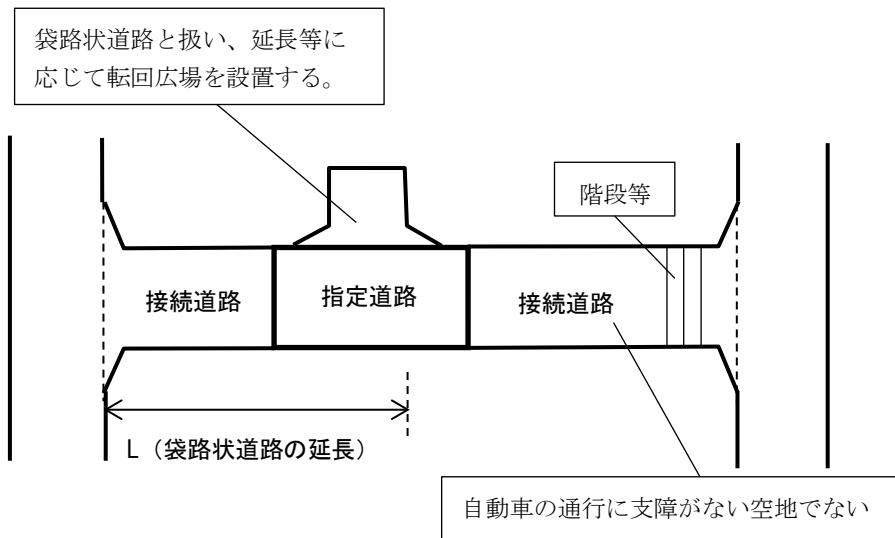 袋路状道路と扱い、延長等に
応じて転回広場を設置する。
階段等
接続道路
指定道路
接続道路
L（袋路状道路の延長）
自動車の通行に支障がない空地でない